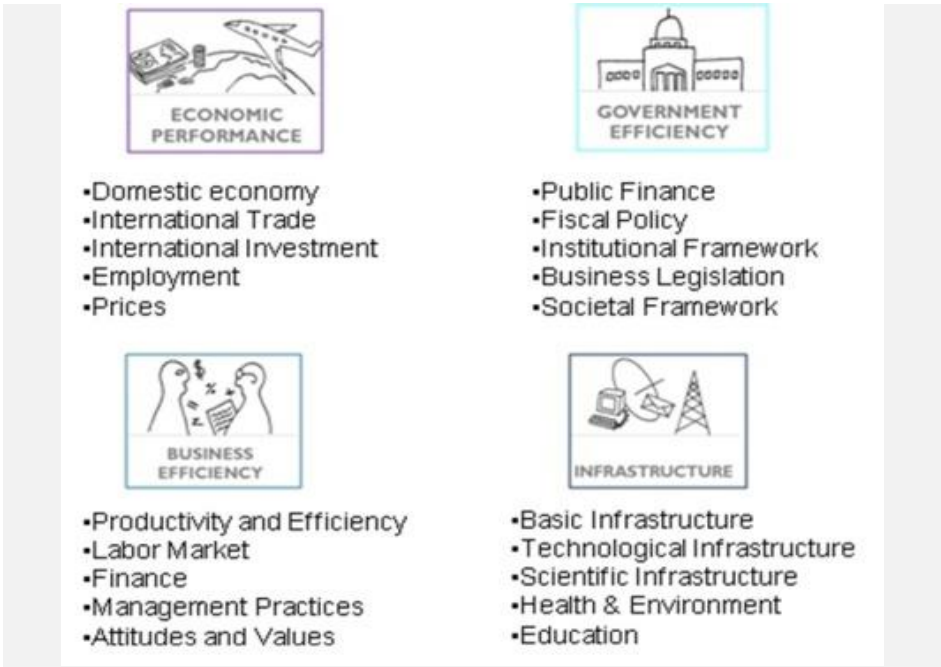 ECONOMIC
PERFORMANCE
▪Domestic economy
▪International Trade
▪International Investment
▪Employment
▪Prices
GOVERNMENT
EFFICIENCY
▪Public Finance
▪Fiscal Policy
▪Institutional Framework
▪Business Legislation
▪Societal Framework
$
%
=
BUSINESS
EFFICIENCY
▪Productivity and Efficiency
▪Labor Market
▪Finance
▪Management Practices
▪Attitudes and Values
INFRASTRUCTURE
▪Basic Infrastructure
▪Technological Infrastructure
▪Scientific Infrastructure
▪Health & Environment
▪Education